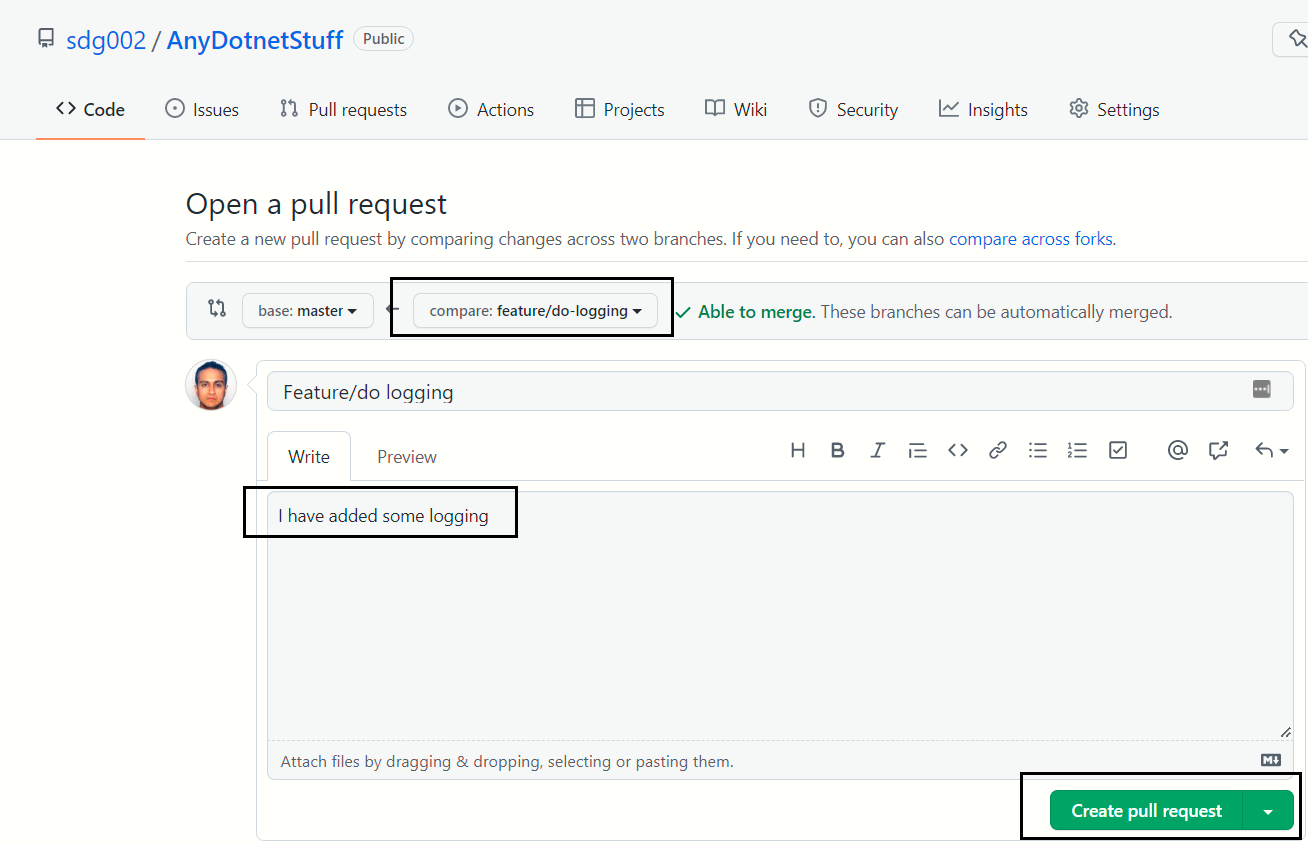 sdg002 / AnyDotnetStuff Public
Code Issues Pull requests Actions Projects Wiki Security Insights Settings
Open a pull request
Create a new pull request by comparing changes across two branches. If you need to, you can also compare across forks.
base: master compare: feature/do-logging Able to merge. These branches can be automatically merged.
Feature/do logging
Write Preview
I have added some logging
Attach files by dragging & dropping, selecting or pasting them.
Create pull request